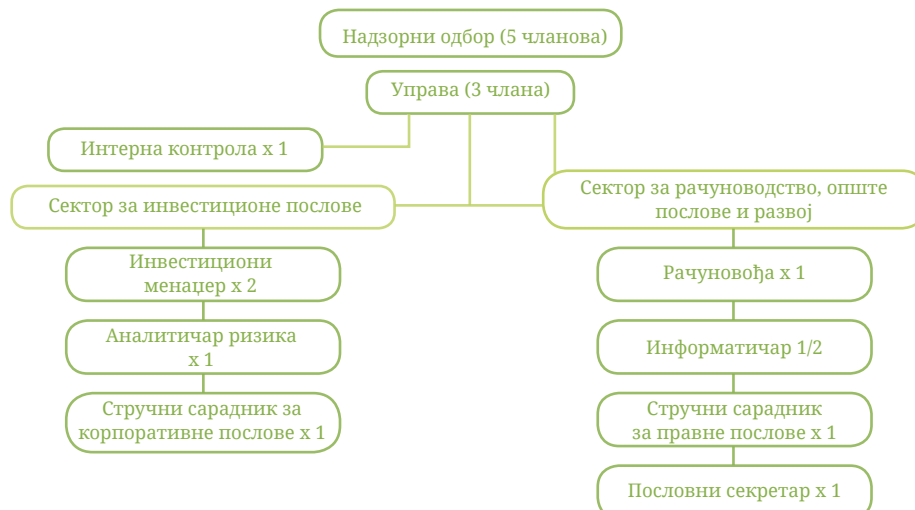 Надзорни одбор (5 чланова)
Управа (3 члана)
Интерна контрола x 1
Сектор за инвестиционе послове
Сектор за рачуноводство, опште
послове и развој
Инвестициони
менаџер x 2
Рачуновођа x 1
Аналитичар ризика
x 1
Информатичар 1/2
Стручни сарадник за
корпоративне послове x 1
Стручни сарадник
за правне послове x 1
Пословни секретар x 1